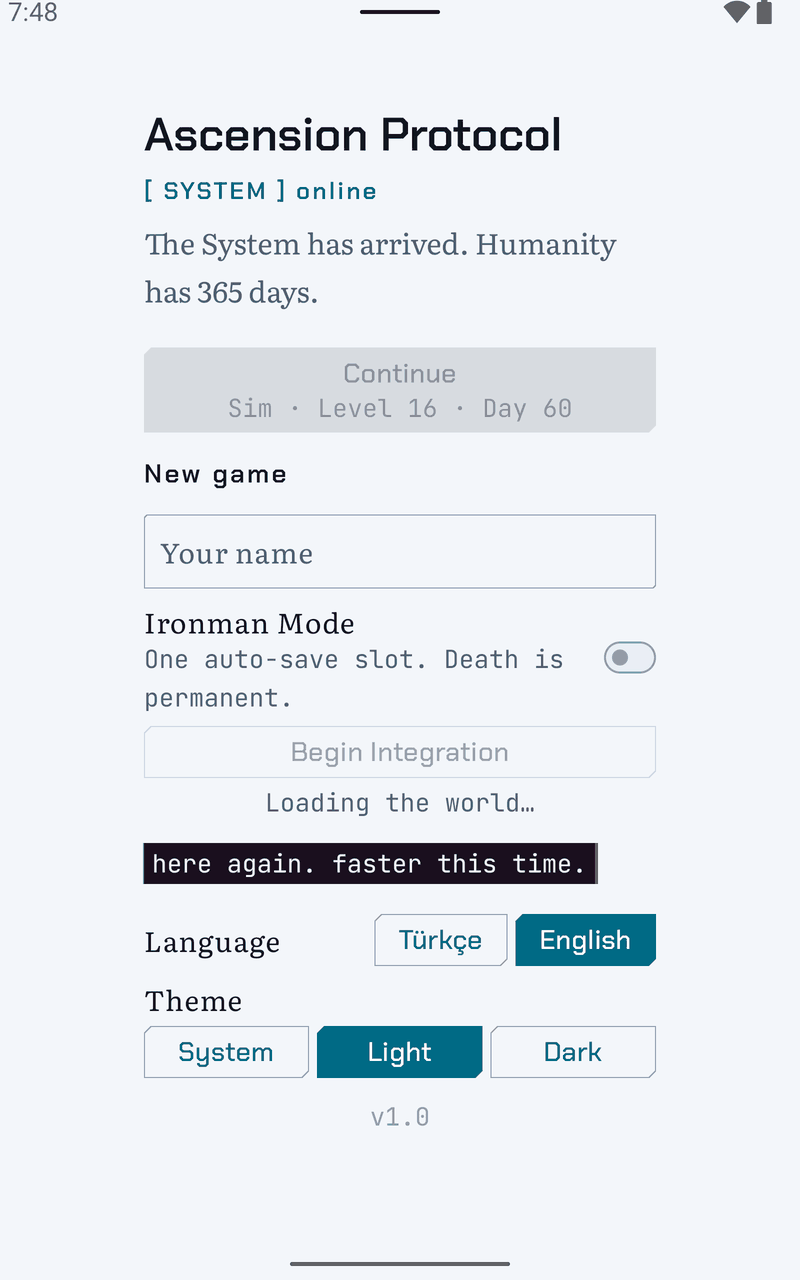 7:48
Ascension Protocol
[ SYSTEM ] online
The System has arrived. Humanity
has 365 days.
Continue
Sim · Level 16 · Day 60
New game
Your name
Ironman Mode
One auto-save slot. Death is
permanent.
Begin Integration
Loading the world…
here again. faster this time.
Language
Türkçe
English
Theme
System
Light
Dark
v1.0